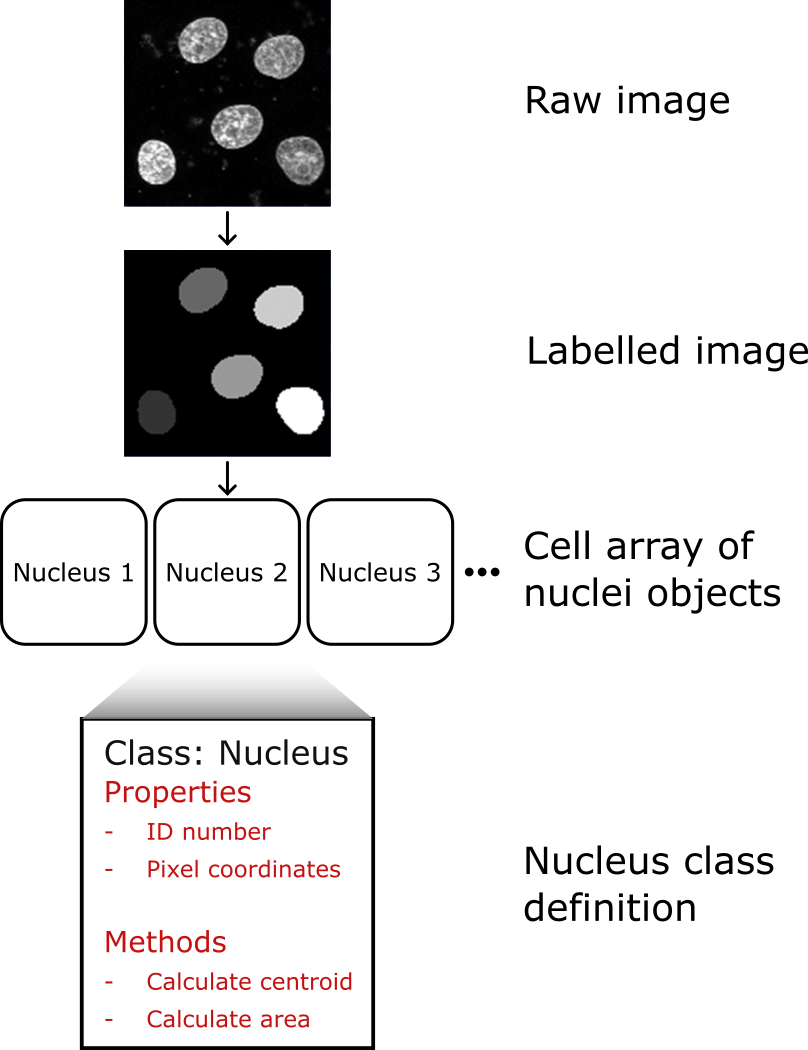 Raw image
Labelled image
Nucleus 1
Nucleus 2
Nucleus 3
•••
Cell array of
nuclei objects
Class: Nucleus
Properties
- ID number
- Pixel coordinates
Methods
- Calculate centroid
- Calculate area
Nucleus class
definition